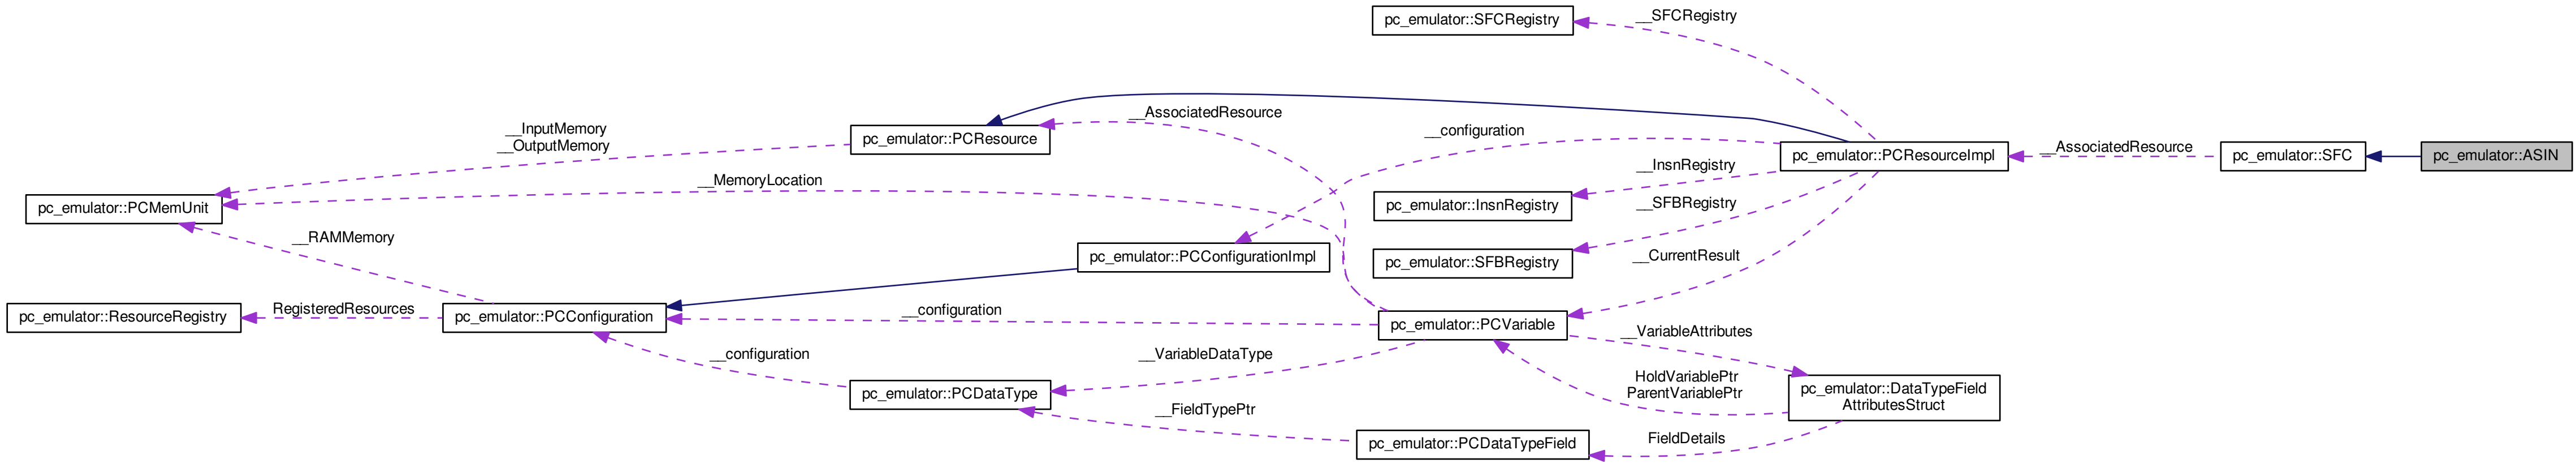 pc_emulator::SFCRegistry
__SFCRegistry
__AssociatedResource
__InputMemory
__OutputMemory
pc_emulator::PCResource
__configuration
pc_emulator::PCResourceImpl
__AssociatedResource
pc_emulator::SFC
pc_emulator::ASIN
__InsnRegistry
__MemoryLocation
pc_emulator::PCMemUnit
pc_emulator::InsnRegistry
__SFBRegistry
__RAMMemory
pc_emulator::PCConfigurationImpl
pc_emulator::SFBRegistry
__CurrentResult
pc_emulator::ResourceRegistry
RegisteredResources
pc_emulator::PCConfiguration
__configuration
pc_emulator::PCVariable
__VariableAttributes
__configuration
__VariableDataType
HoldVariablePtr
ParentVariablePtr
pc_emulator::PCDataType
pc_emulator::DataTypeField
AttributesStruct
__FieldTypePtr
pc_emulator::PCDataTypeField
FieldDetails